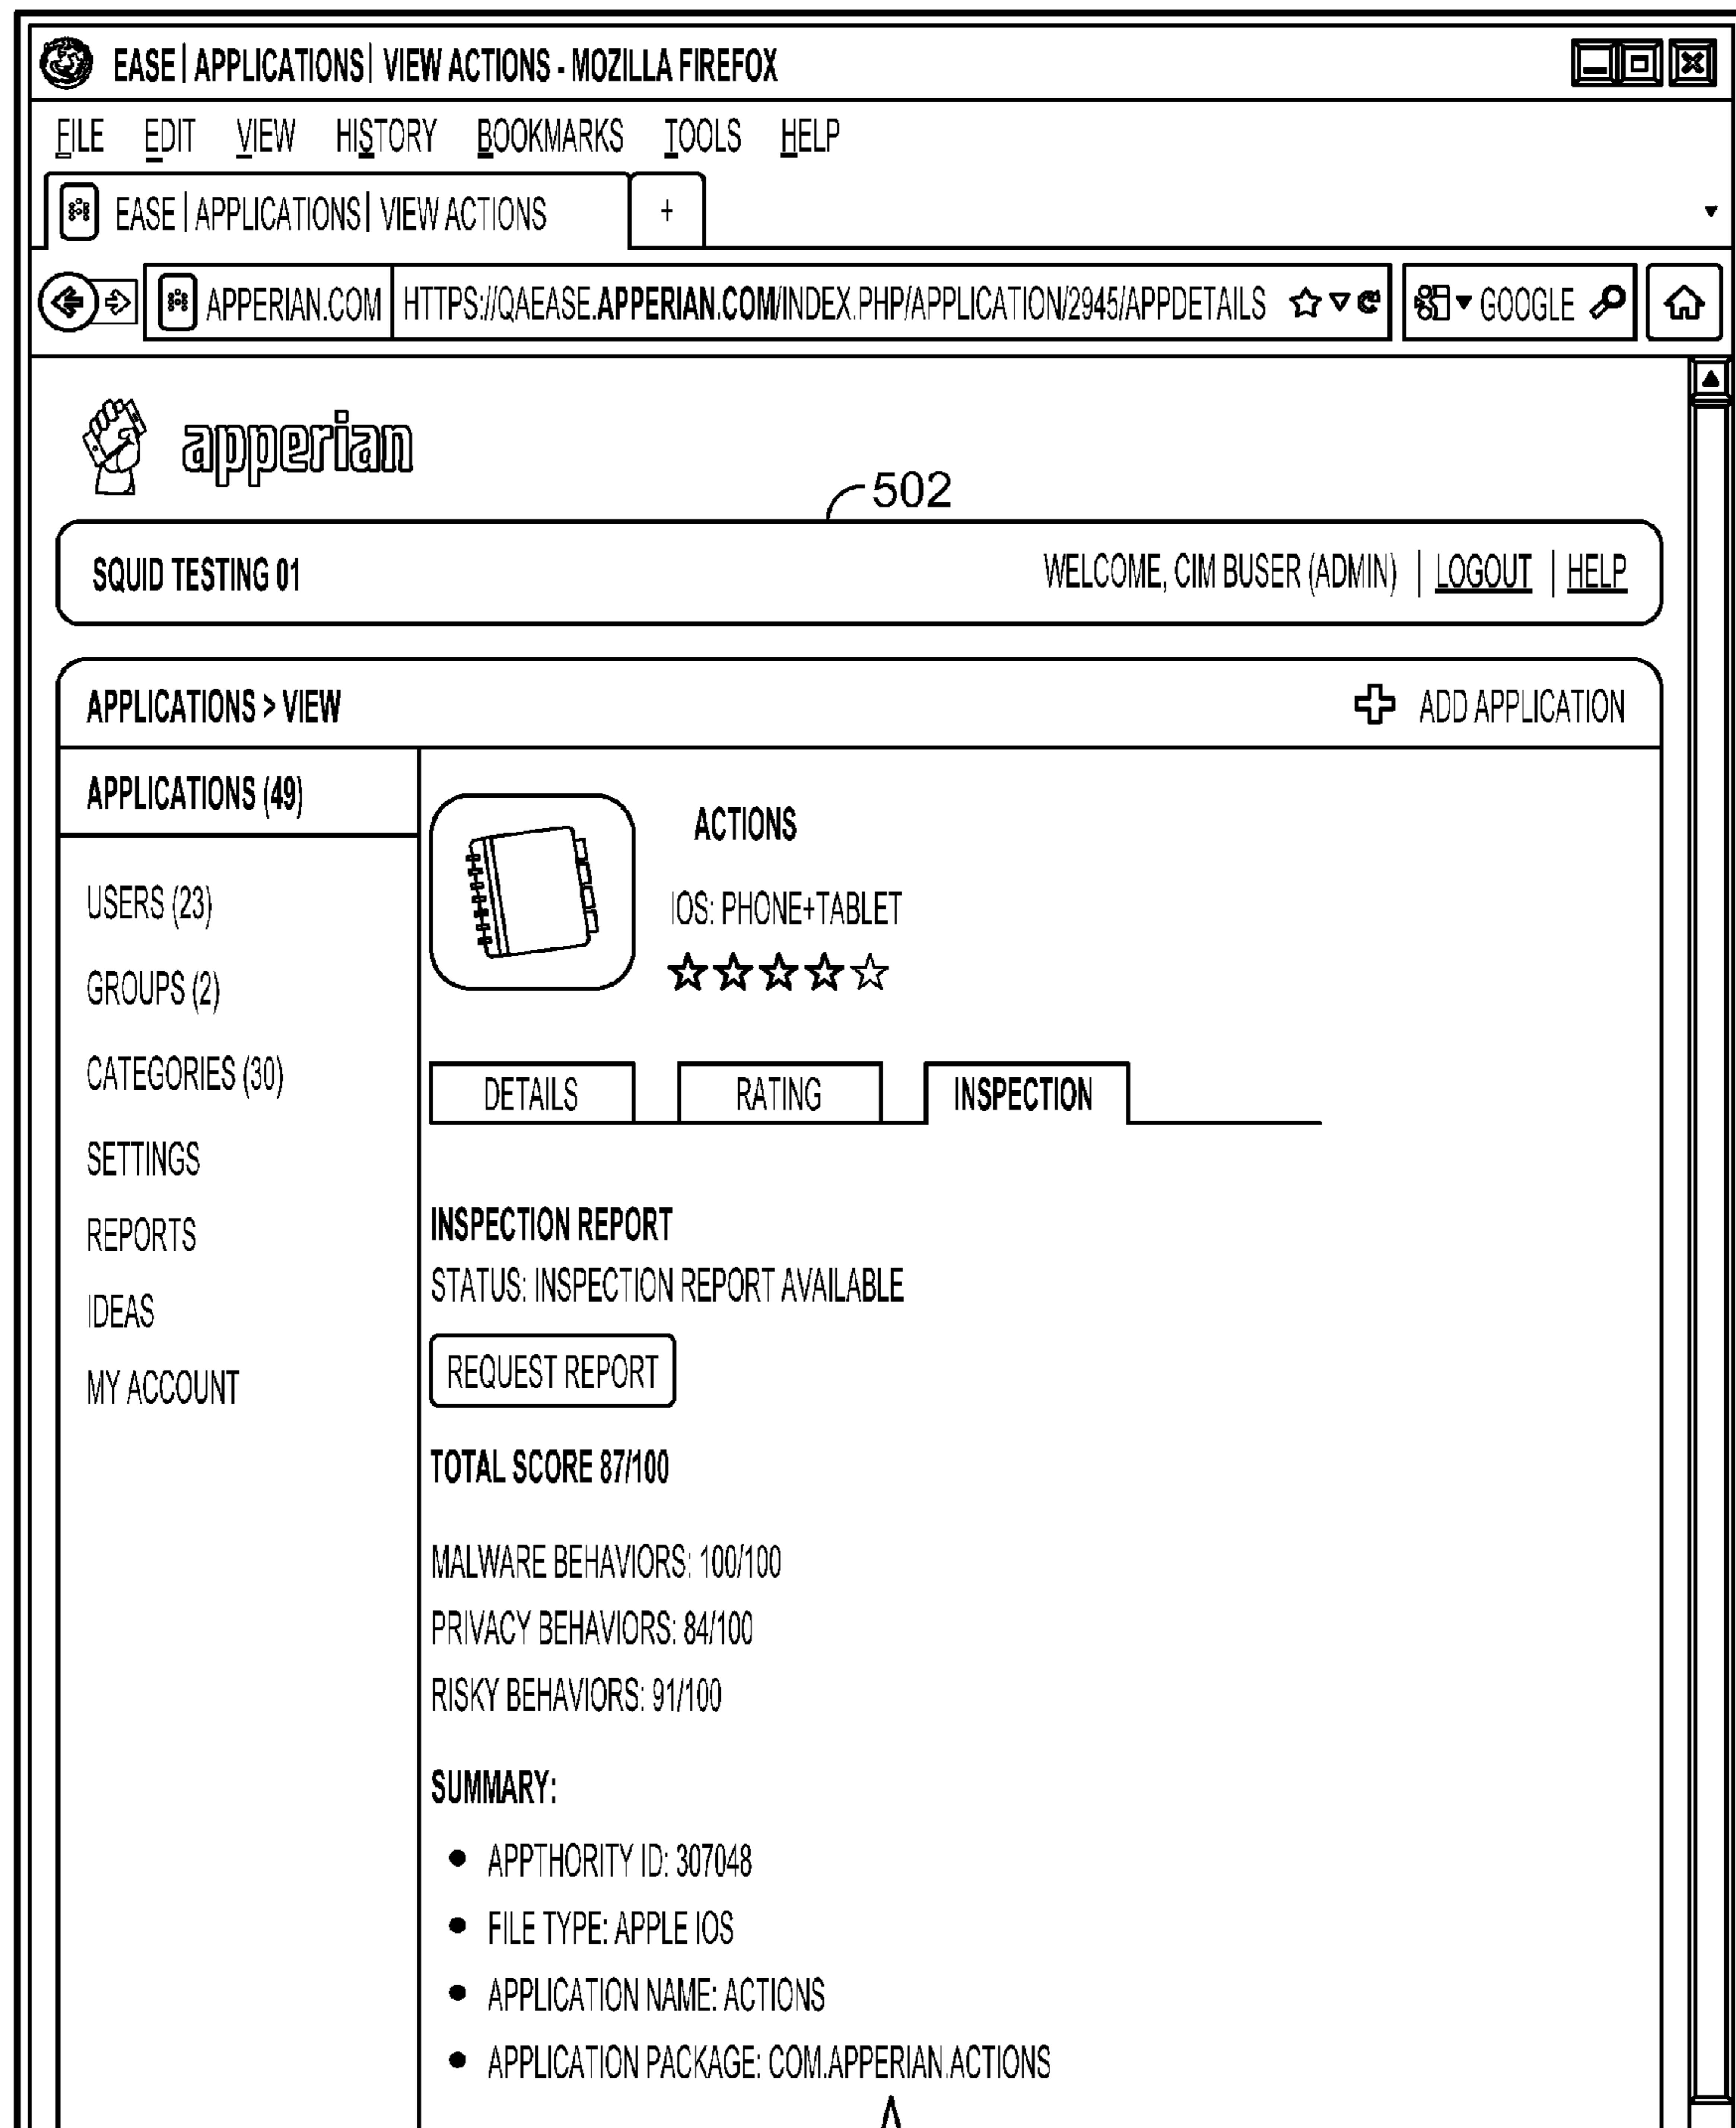 EASE | APPLICATIONS | VIEW ACTIONS - MOZILLA FIREFOX
FILE EDIT VIEW HISTORY BOOKMARKS TOOLS HELP
EASE | APPLICATIONS | VIEW ACTIONS +
APPERIAN.COM HTTPS://QAEASE.APPERIAN.COM/INDEX.PHP/APPLICATION/2945/APPDETAILS GOOGLE
apperian
502
SQUID TESTING 01 WELCOME, CIM BUSER (ADMIN) | LOGOUT | HELP
APPLICATIONS > VIEW ADD APPLICATION
APPLICATIONS (49)
USERS (23)
GROUPS (2)
CATEGORIES (30)
SETTINGS
REPORTS
IDEAS
MY ACCOUNT
ACTIONS
IOS: PHONE+TABLET
DETAILS RATING INSPECTION
INSPECTION REPORT
STATUS: INSPECTION REPORT AVAILABLE
REQUEST REPORT
TOTAL SCORE 87/100
MALWARE BEHAVIORS: 100/100
PRIVACY BEHAVIORS: 84/100
RISKY BEHAVIORS: 91/100
SUMMARY:
• APPTHORITY ID: 307048
• FILE TYPE: APPLE IOS
• APPLICATION NAME: ACTIONS
• APPLICATION PACKAGE: COM.APPERIAN.ACTIONS